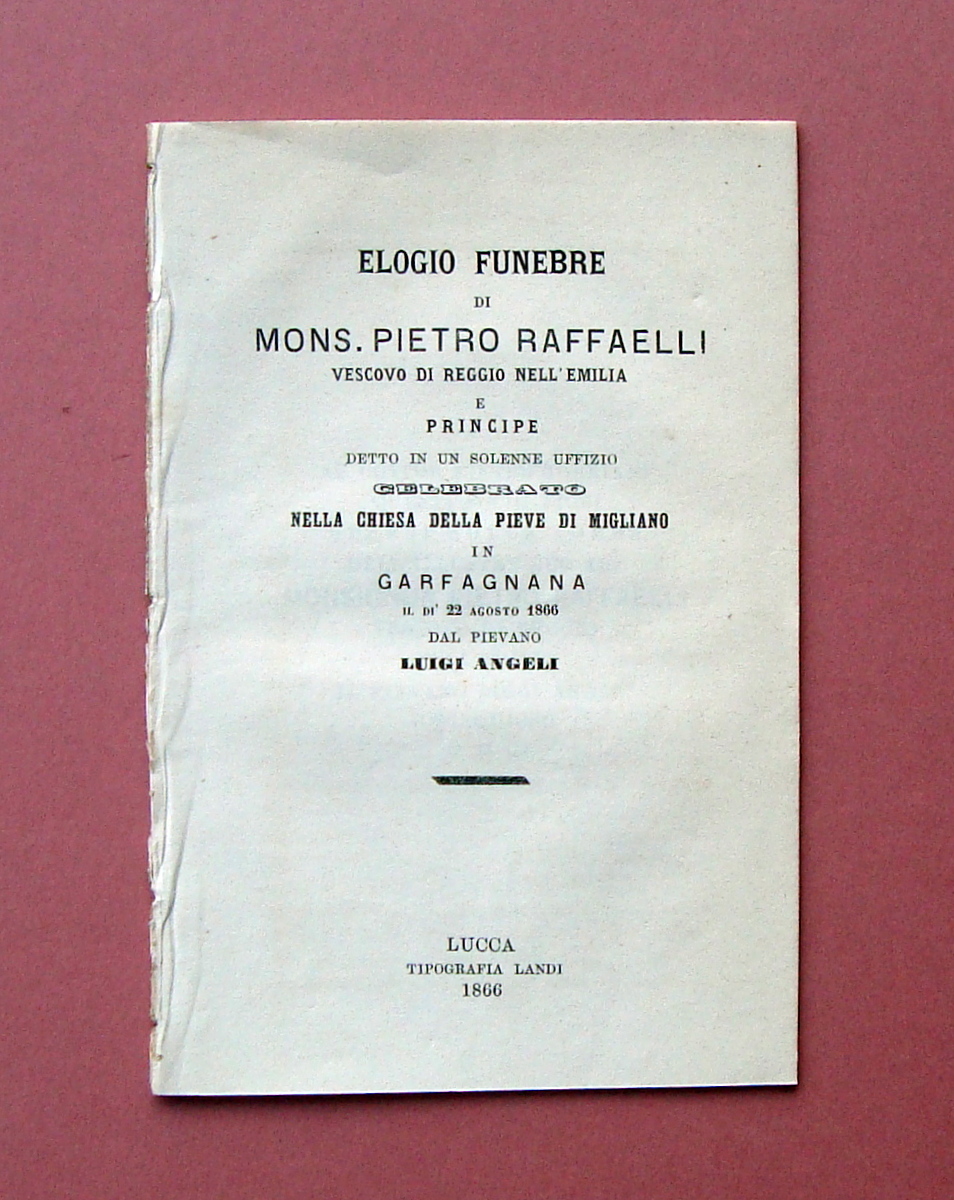 ELOGIO FUNEBRE
DI
MONS. PIETRO RAFFAELLI
VESCOVO DI REGGIO NELL'EMILIA
E
PRINCIPE
DETTO IN UN SOLENNE UFFIZIO
CELEBRATO
NELLA CHIESA DELLA PIEVE DI MIGLIANO
IN
GARFAGNANA
IL DI' 22 AGOSTO 1866
DAL PIEVANO
LUIGI ANGELI
LUCCA
TIPOGRAFIA LANDI
1866